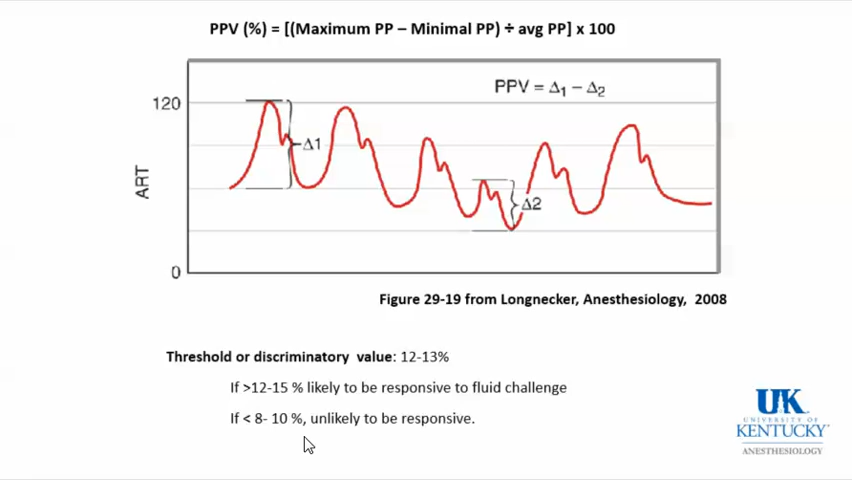 PPV (%) = [(Maximum PP – Minimal PP) ÷ avg PP] x 100
PPV = Δ₁ – Δ₂
120
Δ1
ART
Δ2
0
Figure 29-19 from Longnecker, Anesthesiology, 2008
Threshold or discriminatory value: 12-13%
If >12-15 % likely to be responsive to fluid challenge
If < 8- 10 %, unlikely to be responsive.
UK
UNIVERSITY OF
KENTUCKY
ANESTHESIOLOGY